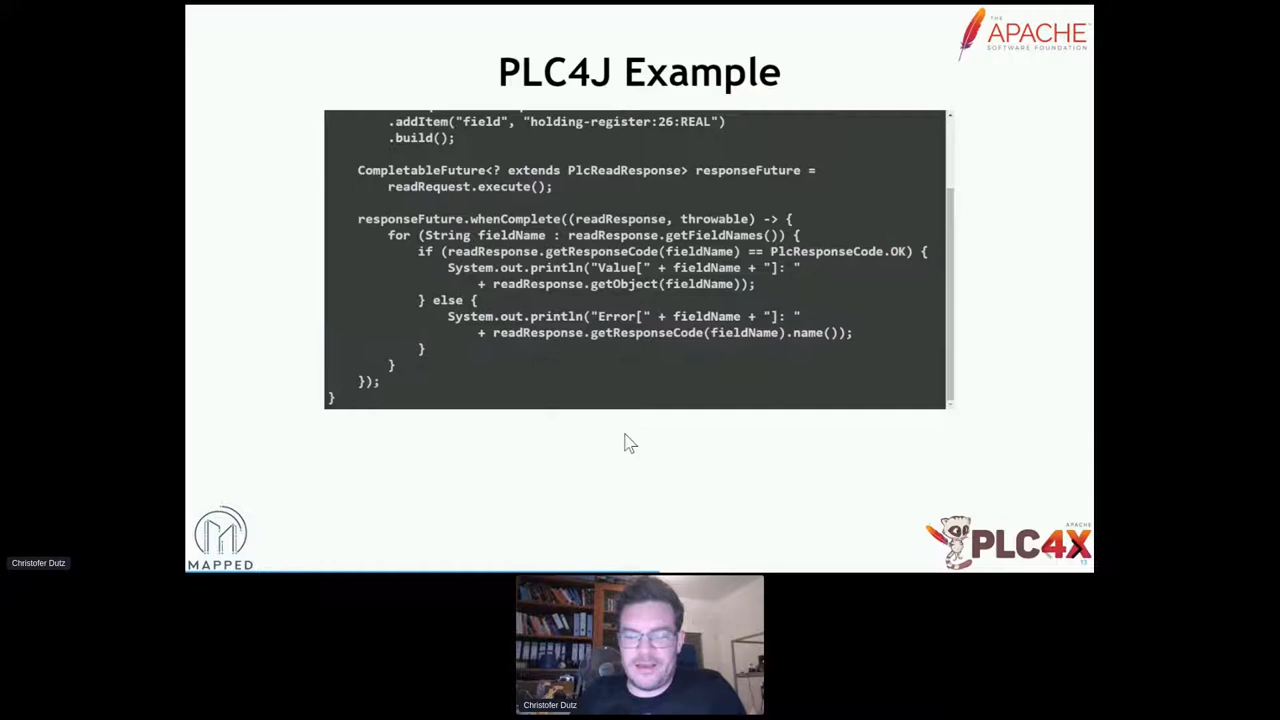 THE
APACHE
SOFTWARE FOUNDATION
PLC4J Example
.addItem("field", "holding-register:26:REAL")
.build();
CompletableFuture<? extends PlcReadResponse> responseFuture =
readRequest.execute();
responseFuture.whenComplete((readResponse, throwable) -> {
for (String fieldName : readResponse.getFieldNames()) {
if (readResponse.getResponseCode(fieldName) == PlcResponseCode.OK) {
System.out.println("Value[" + fieldName + "]: "
+ readResponse.getObject(fieldName));
} else {
System.out.println("Error[" + fieldName + "]: "
+ readResponse.getResponseCode(fieldName).name());
}
}
});
}
MAPPED
APACHE
PLC4X
13
Christofer Dutz
Christofer Dutz